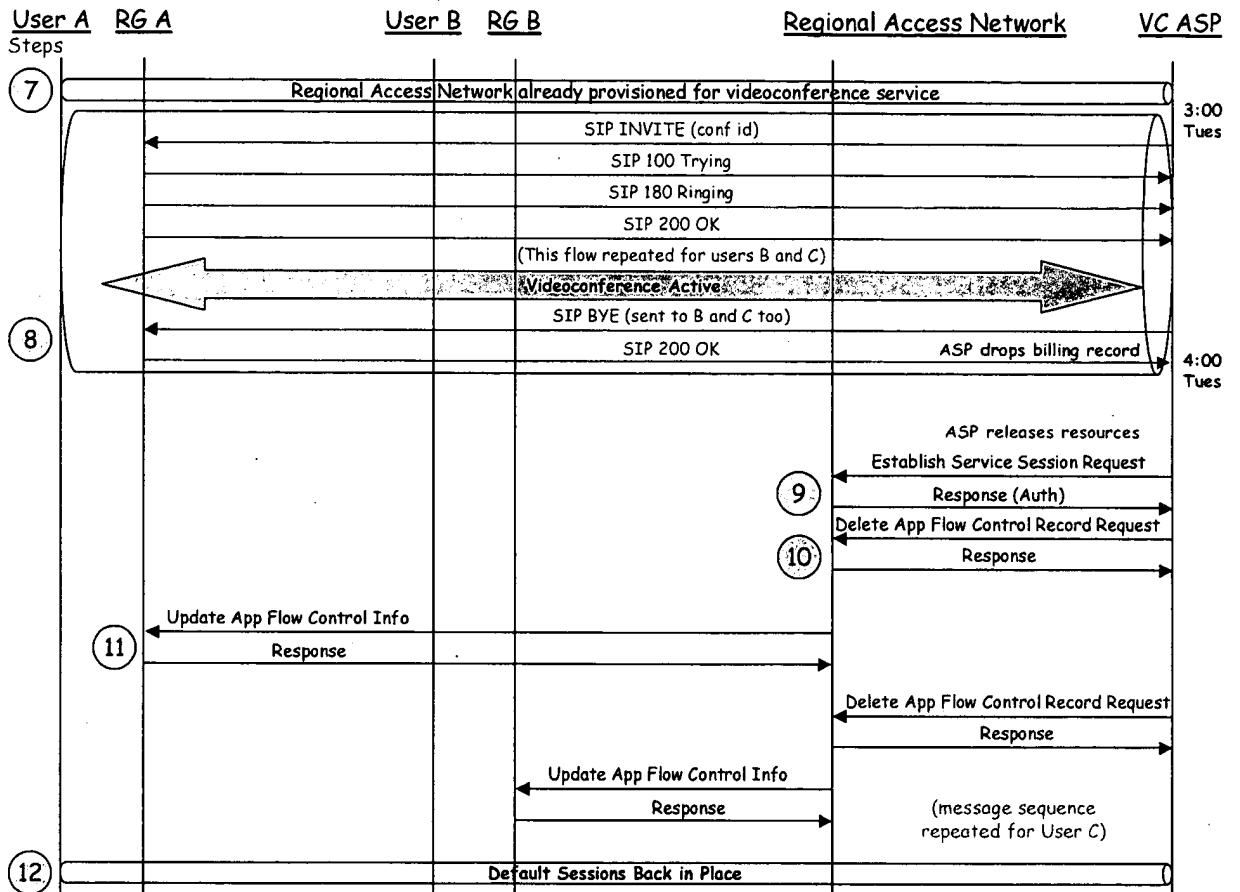 User A RG A User B RG B Regional Access Network VC ASP
Steps
7 Regional Access Network already provisioned for videoconference service
3:00
Tues
SIP INVITE (conf id)
SIP 100 Trying
SIP 180 Ringing
SIP 200 OK
(This flow repeated for users B and C)
Videoconference Active
SIP BYE (sent to B and C too)
8
SIP 200 OK ASP drops billing record
4:00
Tues
ASP releases resources
Establish Service Session Request
9 Response (Auth)
Delete App Flow Control Record Request
10 Response
Update App Flow Control Info
11 Response
Delete App Flow Control Record Request
Response
Update App Flow Control Info
Response
(message sequence
repeated for User C)
12 Default Sessions Back in Place